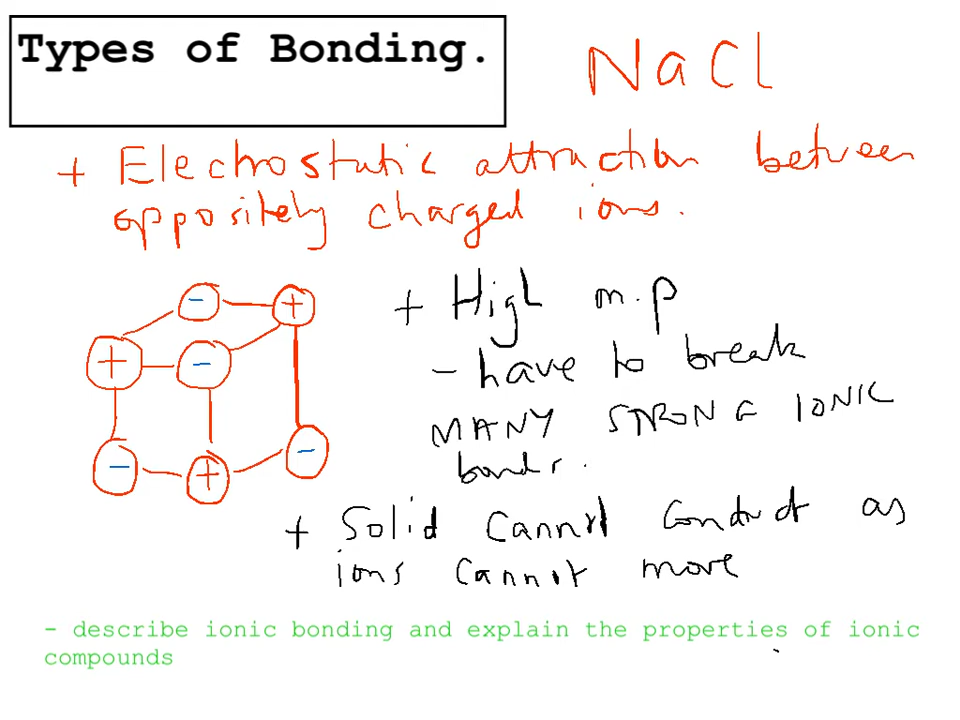 Types of Bonding.
NaCl
+ Electrostatic attraction between
oppositely charged ions.
- +
+ -
- + -
+ High m.p
- have to break
MANY STRONG IONIC
bonds.
+ Solid cannot conduct as
ions cannot move
- describe ionic bonding and explain the properties of ionic
compounds